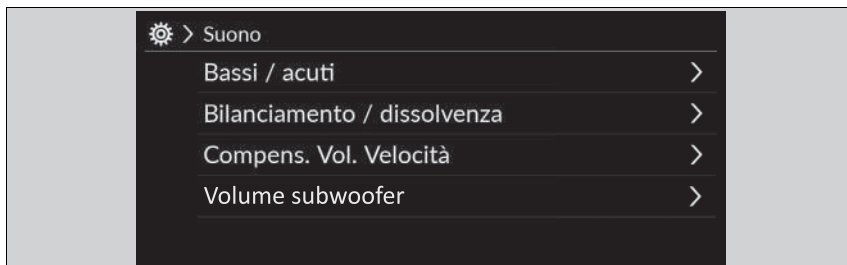 Suono
Bassi / acuti
Bilanciamento / dissolvenza
Compens. Vol. Velocità
Volume subwoofer